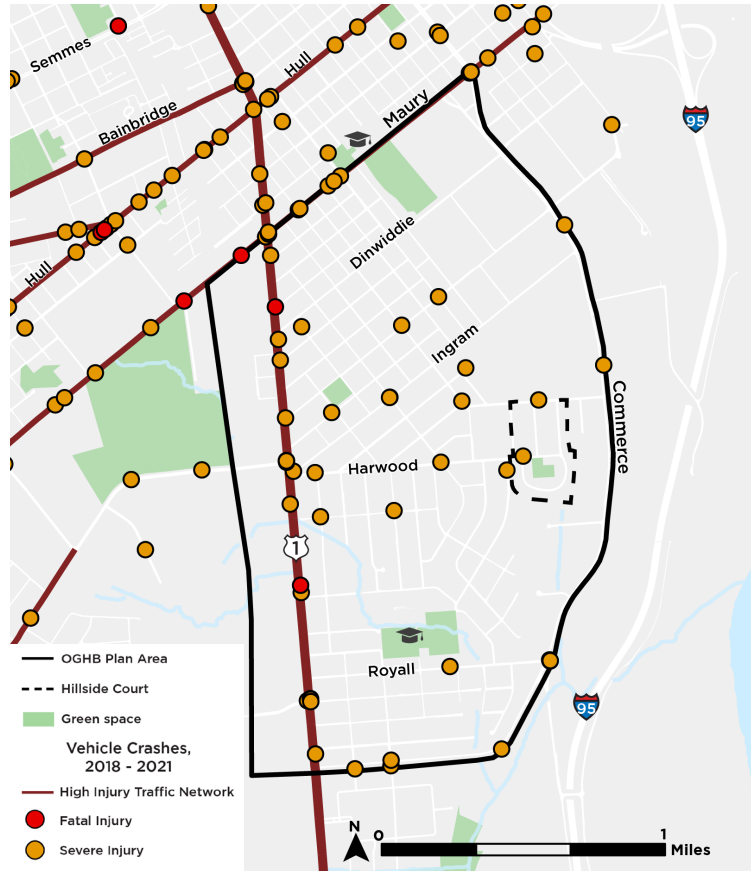 Semmes
Hull
Maury
Bainbridge
95
Dinwiddie
Hull
Ingram
Commerce
Harwood
1
Royall
95
OGHB Plan Area
Hillside Court
Green space
Vehicle Crashes,
2018 - 2021
High Injury Traffic Network
Fatal Injury
Severe Injury
N
0
1
Miles